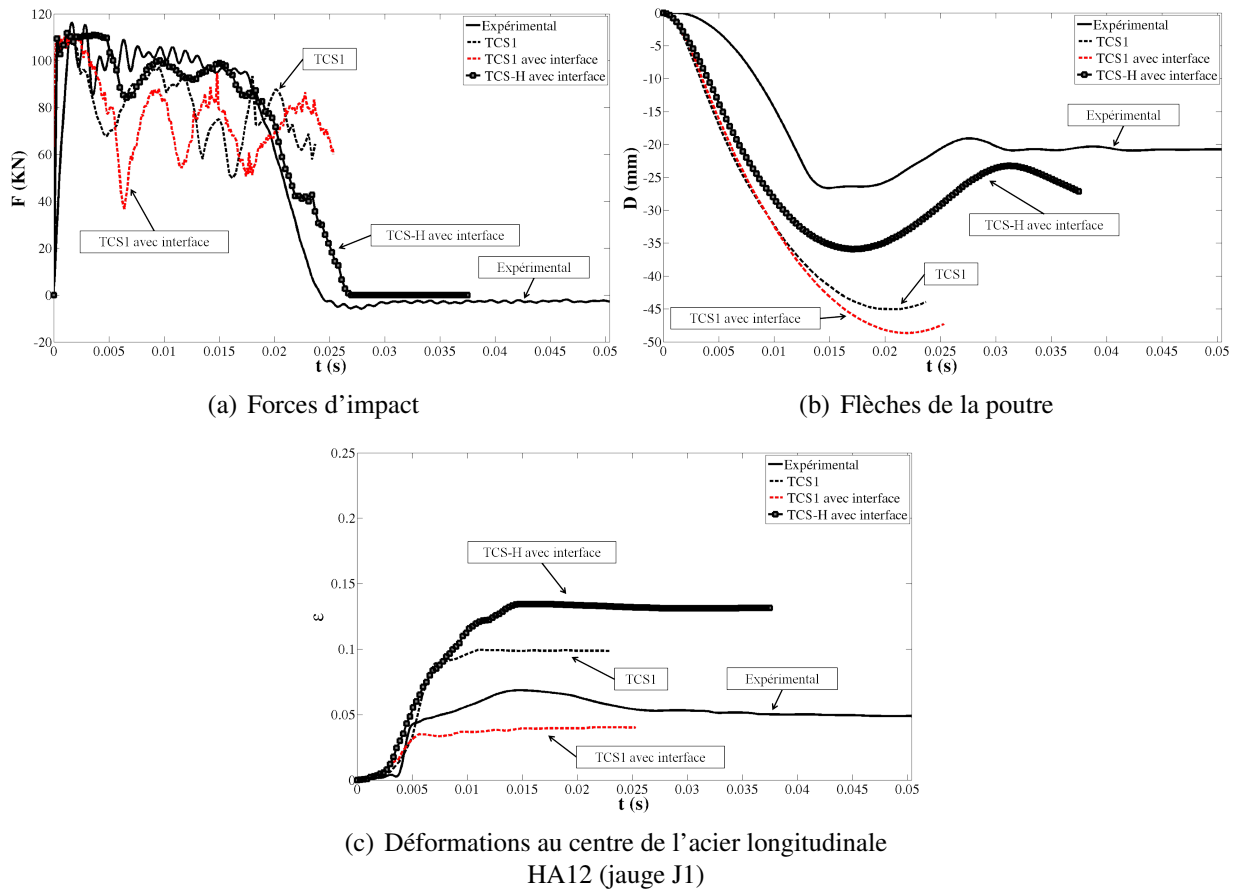 120
100
80
60
40
20
0
-20
F (KN)
0
0.005
0.01
0.015
0.02
0.025
0.03
0.035
0.04
0.045
0.05
t (s)
Expérimental
TCS1
TCS1 avec interface
TCS-H avec interface
TCS1
TCS1 avec interface
TCS-H avec interface
Expérimental
(a) Forces d'impact
0
-5
-10
-15
-20
-25
-30
-35
-40
-45
-50
D (mm)
0
0.005
0.01
0.015
0.02
0.025
0.03
0.035
0.04
0.045
0.05
t (s)
Expérimental
TCS1
TCS1 avec interface
TCS-H avec interface
Expérimental
TCS-H avec interface
TCS1
TCS1 avec interface
(b) Flèches de la poutre
0.25
0.2
0.15
0.1
0.05
0
ε
0
0.005
0.01
0.015
0.02
0.025
0.03
0.035
0.04
0.045
0.05
t (s)
Expérimental
TCS1
TCS1 avec interface
TCS-H avec interface
TCS-H avec interface
TCS1
Expérimental
TCS1 avec interface
(c) Déformations au centre de l'acier longitudinale
HA12 (jauge J1)